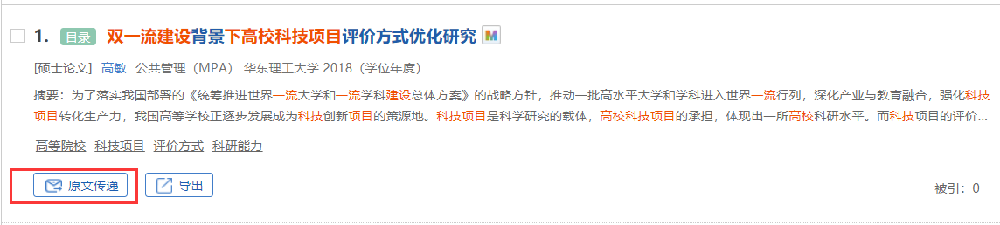 1. 目录 双一流建设背景下高校科技项目评价方式优化研究 M
[硕士论文] 高敏 公共管理（MPA） 华东理工大学 2018（学位年度）
摘要：为了落实我国部署的《统筹推进世界一流大学和一流学科建设总体方案》的战略方针，推动一批高水平大学和学科进入世界一流行列，深化产业与教育融合，强化科技
项目转化生产力，我国高等学校正逐步发展成为科技创新项目的策源地。科技项目是科学研究的载体，高校科技项目的承担，体现出一所高校科研水平。而科技项目的评价...
高等院校 科技项目 评价方式 科研能力
原文传递 导出
被引：0